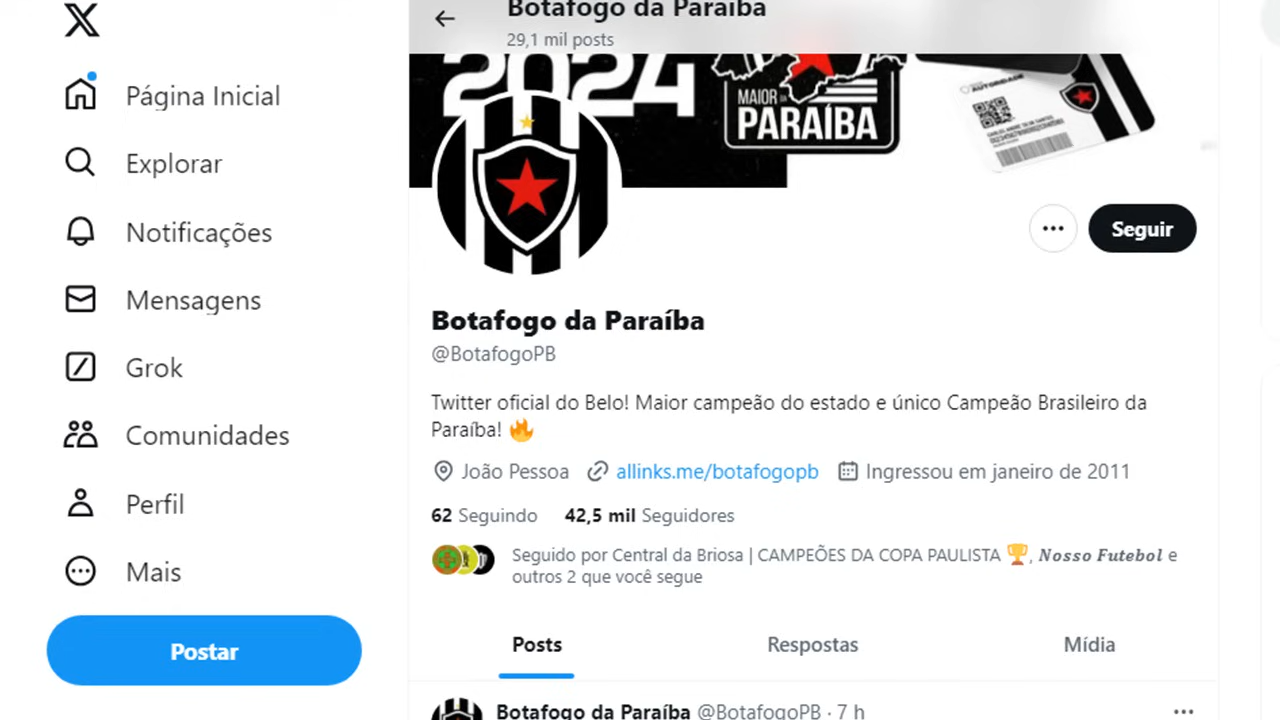 Botafogo da Paraíba
29,1 mil posts
2024
MAIOR DA
PARAÍBA
AUTORIDADE
Página Inicial
Explorar
Notificações
Mensagens
Grok
Comunidades
Perfil
Mais
Postar
Seguir
Botafogo da Paraíba
@BotafogoPB
Twitter oficial do Belo! Maior campeão do estado e único Campeão Brasileiro da
Paraíba! 🔥
João Pessoa allinks.me/botafogopb Ingressou em janeiro de 2011
62 Seguindo 42,5 mil Seguidores
Seguido por Central da Briosa | CAMPEÕES DA COPA PAULISTA 🏆, Nosso Futebol e
outros 2 que você segue
Posts Respostas Mídia
Botafogo da Paraíba @BotafogoPB · 7 h